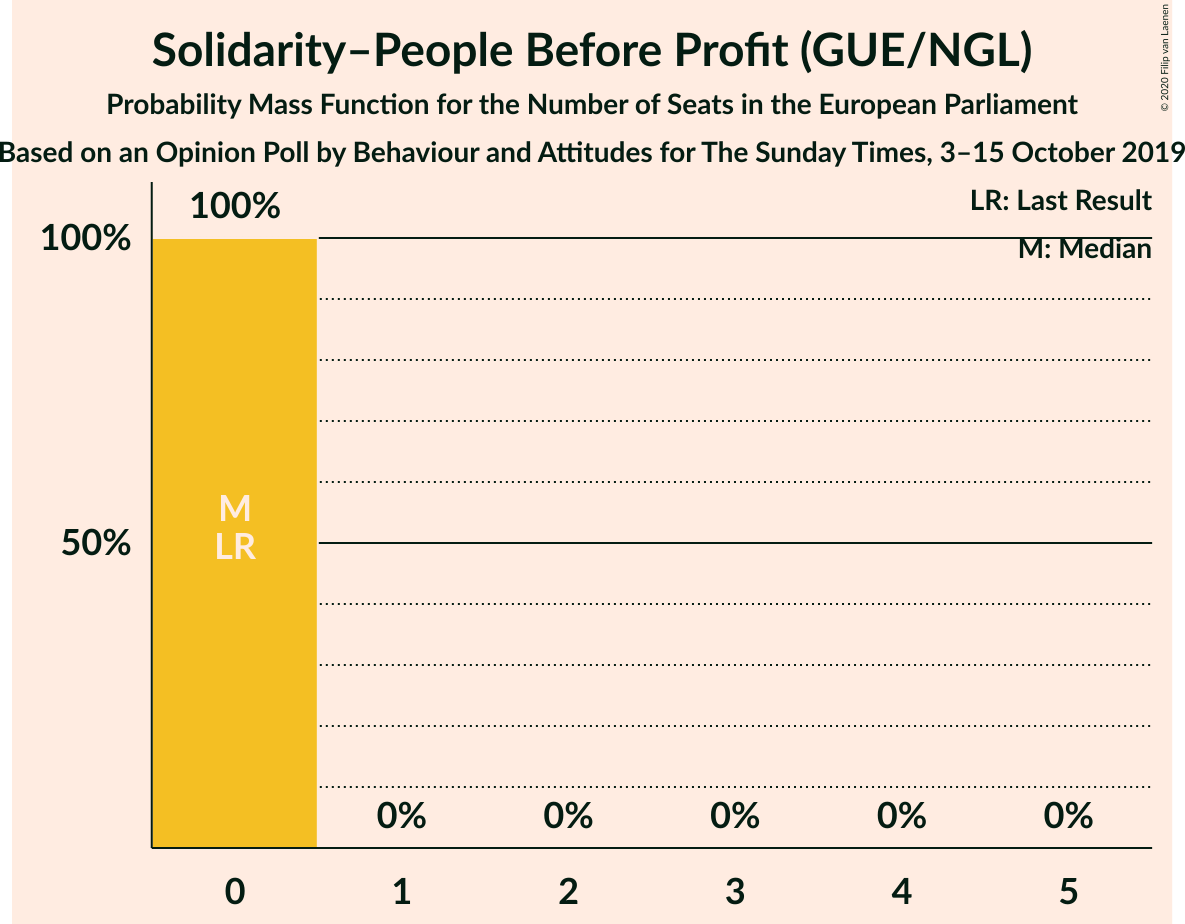 Solidarity–People Before Profit (GUE/NGL)
Probability Mass Function for the Number of Seats in the European Parliament
Based on an Opinion Poll by Behaviour and Attitudes for The Sunday Times, 3–15 October 2019
© 2020 Filip van Laenen
LR: Last Result
M: Median
100%
100%
50%
M
LR
0% 0% 0% 0% 0%
0 1 2 3 4 5